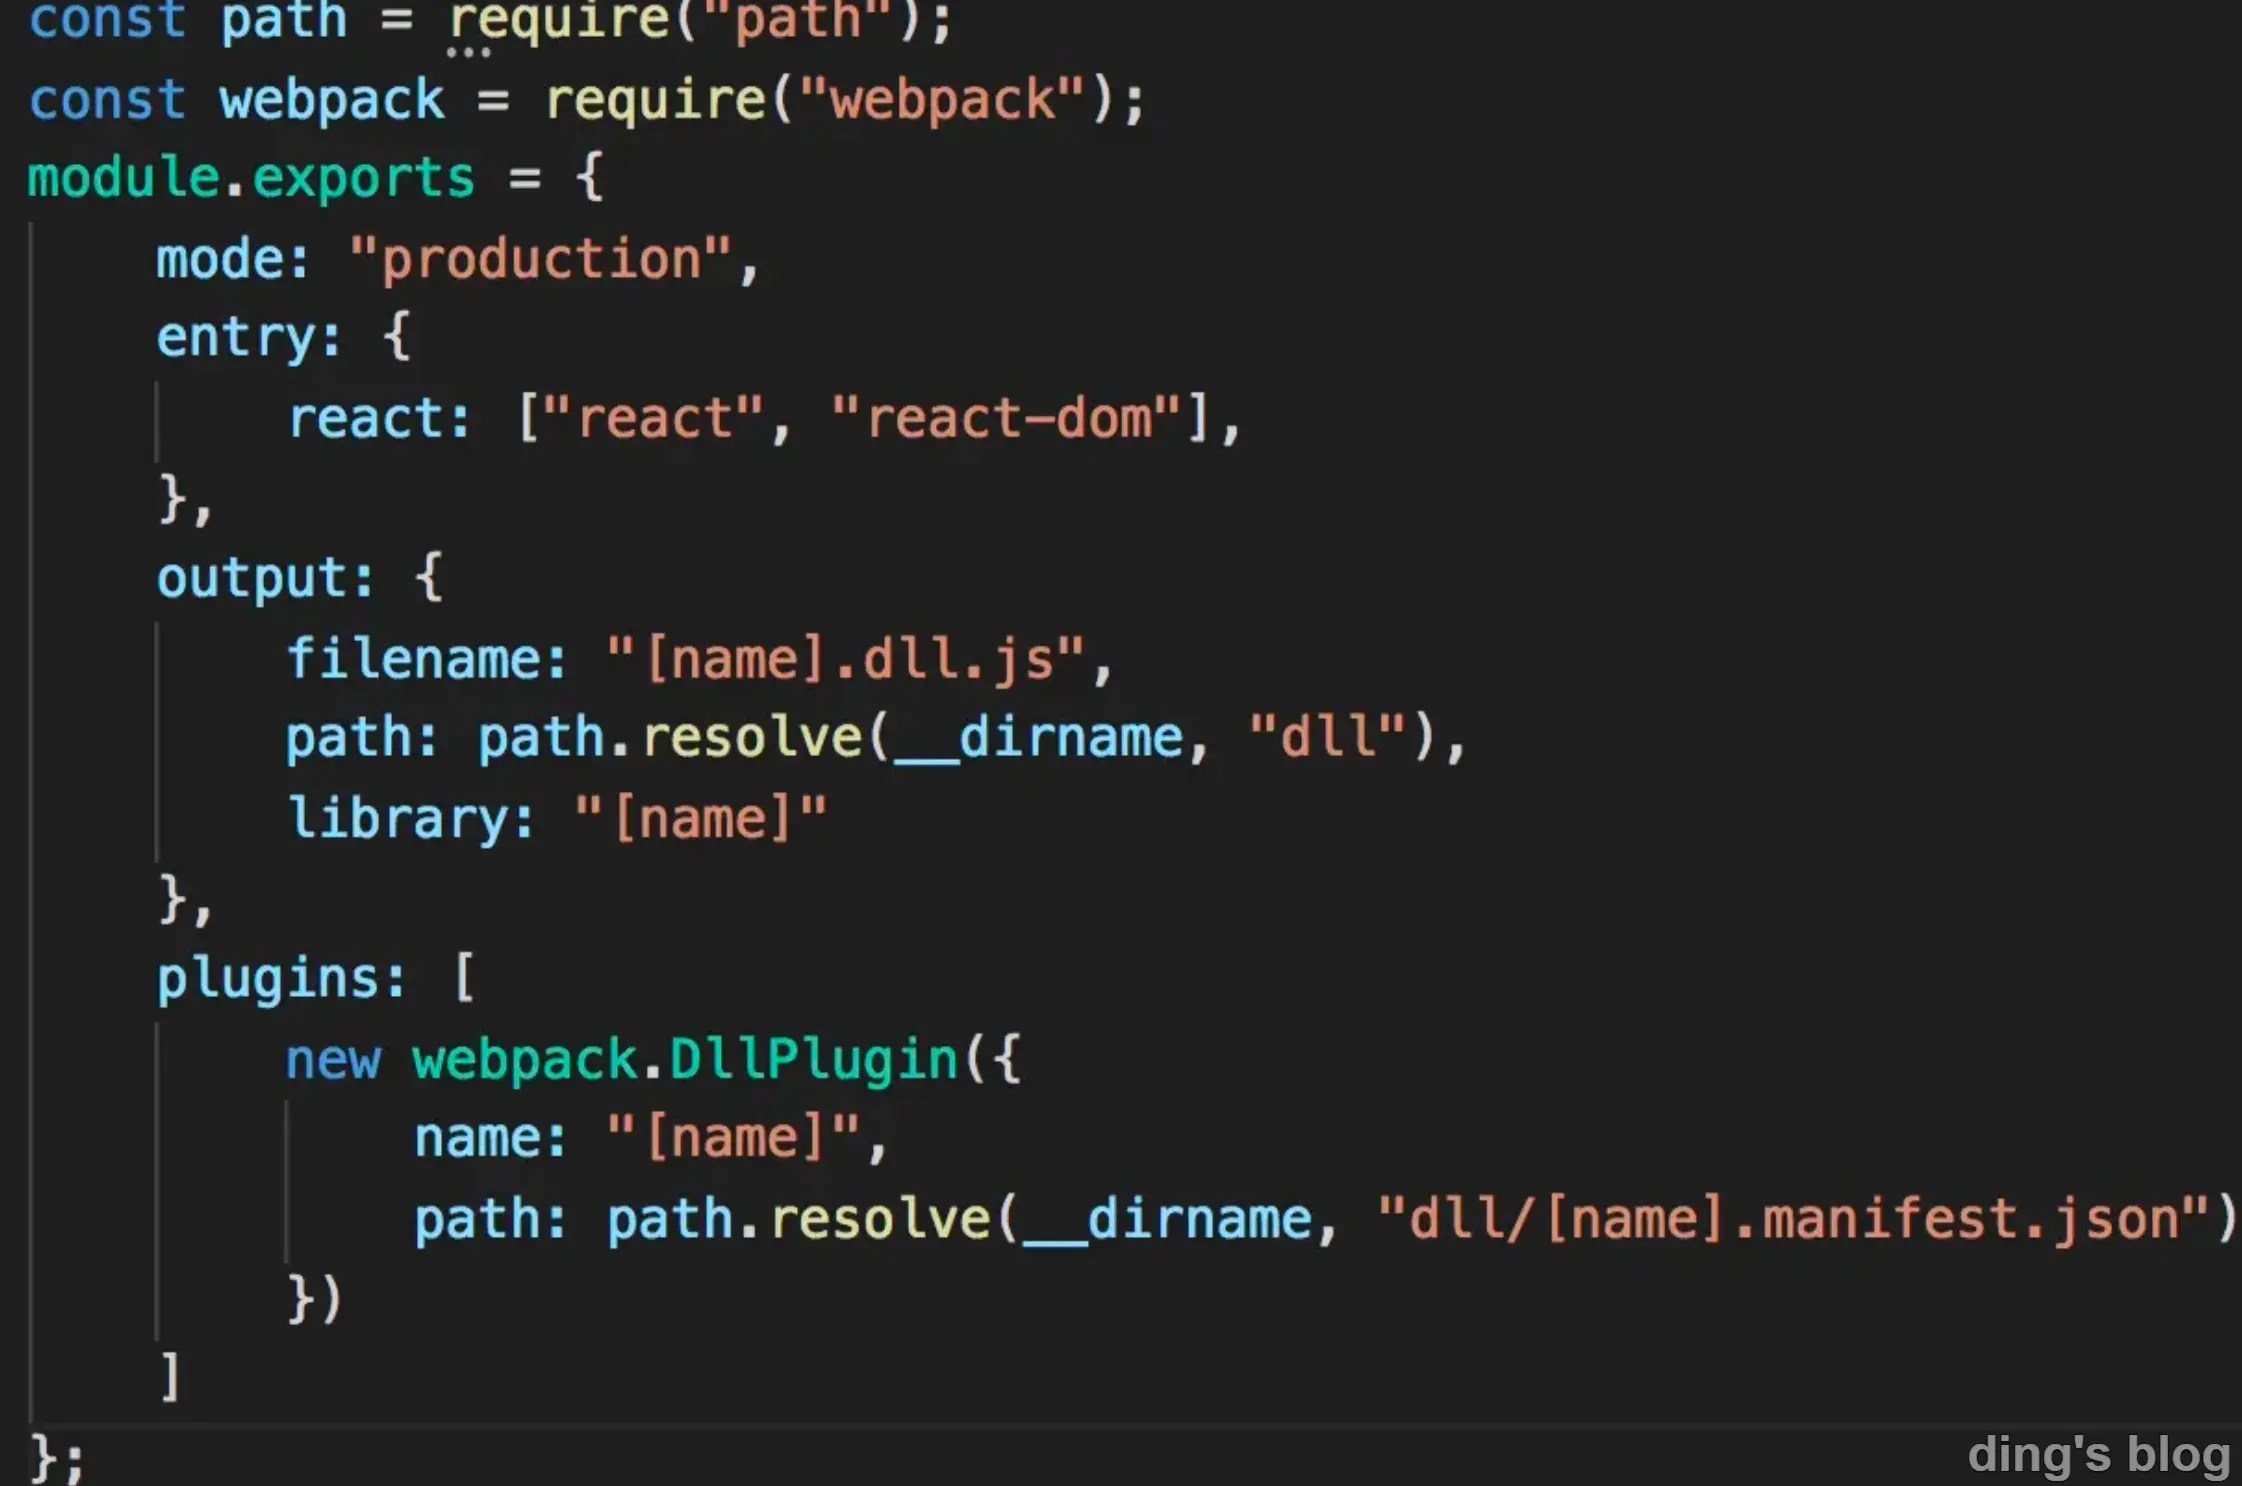 const path = require("path");
const webpack = require("webpack");
module.exports = {
    mode: "production",
    entry: {
        react: ["react", "react-dom"],
    },
    output: {
        filename: "[name].dll.js",
        path: path.resolve(__dirname, "dll"),
        library: "[name]"
    },
    plugins: [
        new webpack.DllPlugin({
            name: "[name]",
            path: path.resolve(__dirname, "dll/[name].manifest.json")
        })
    ]
};
ding's blog